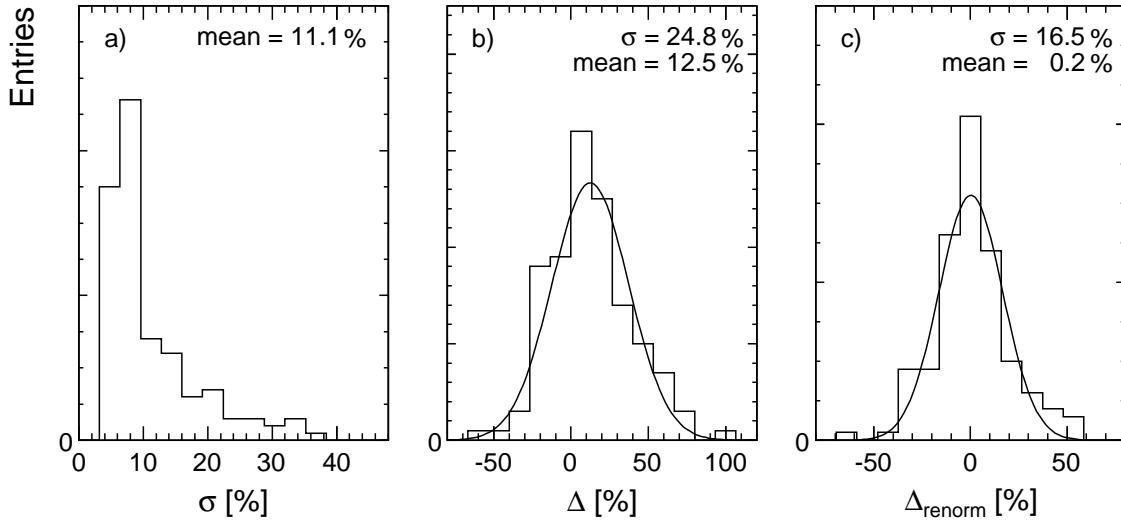 Entries
a) mean = 11.1 %
0
0 10 20 30 40
σ [%]
b) σ = 24.8 %
mean = 12.5 %
0
-50 0 50 100
Δ [%]
c) σ = 16.5 %
mean = 0.2 %
0
-50 0 50
Δrenorm [%]